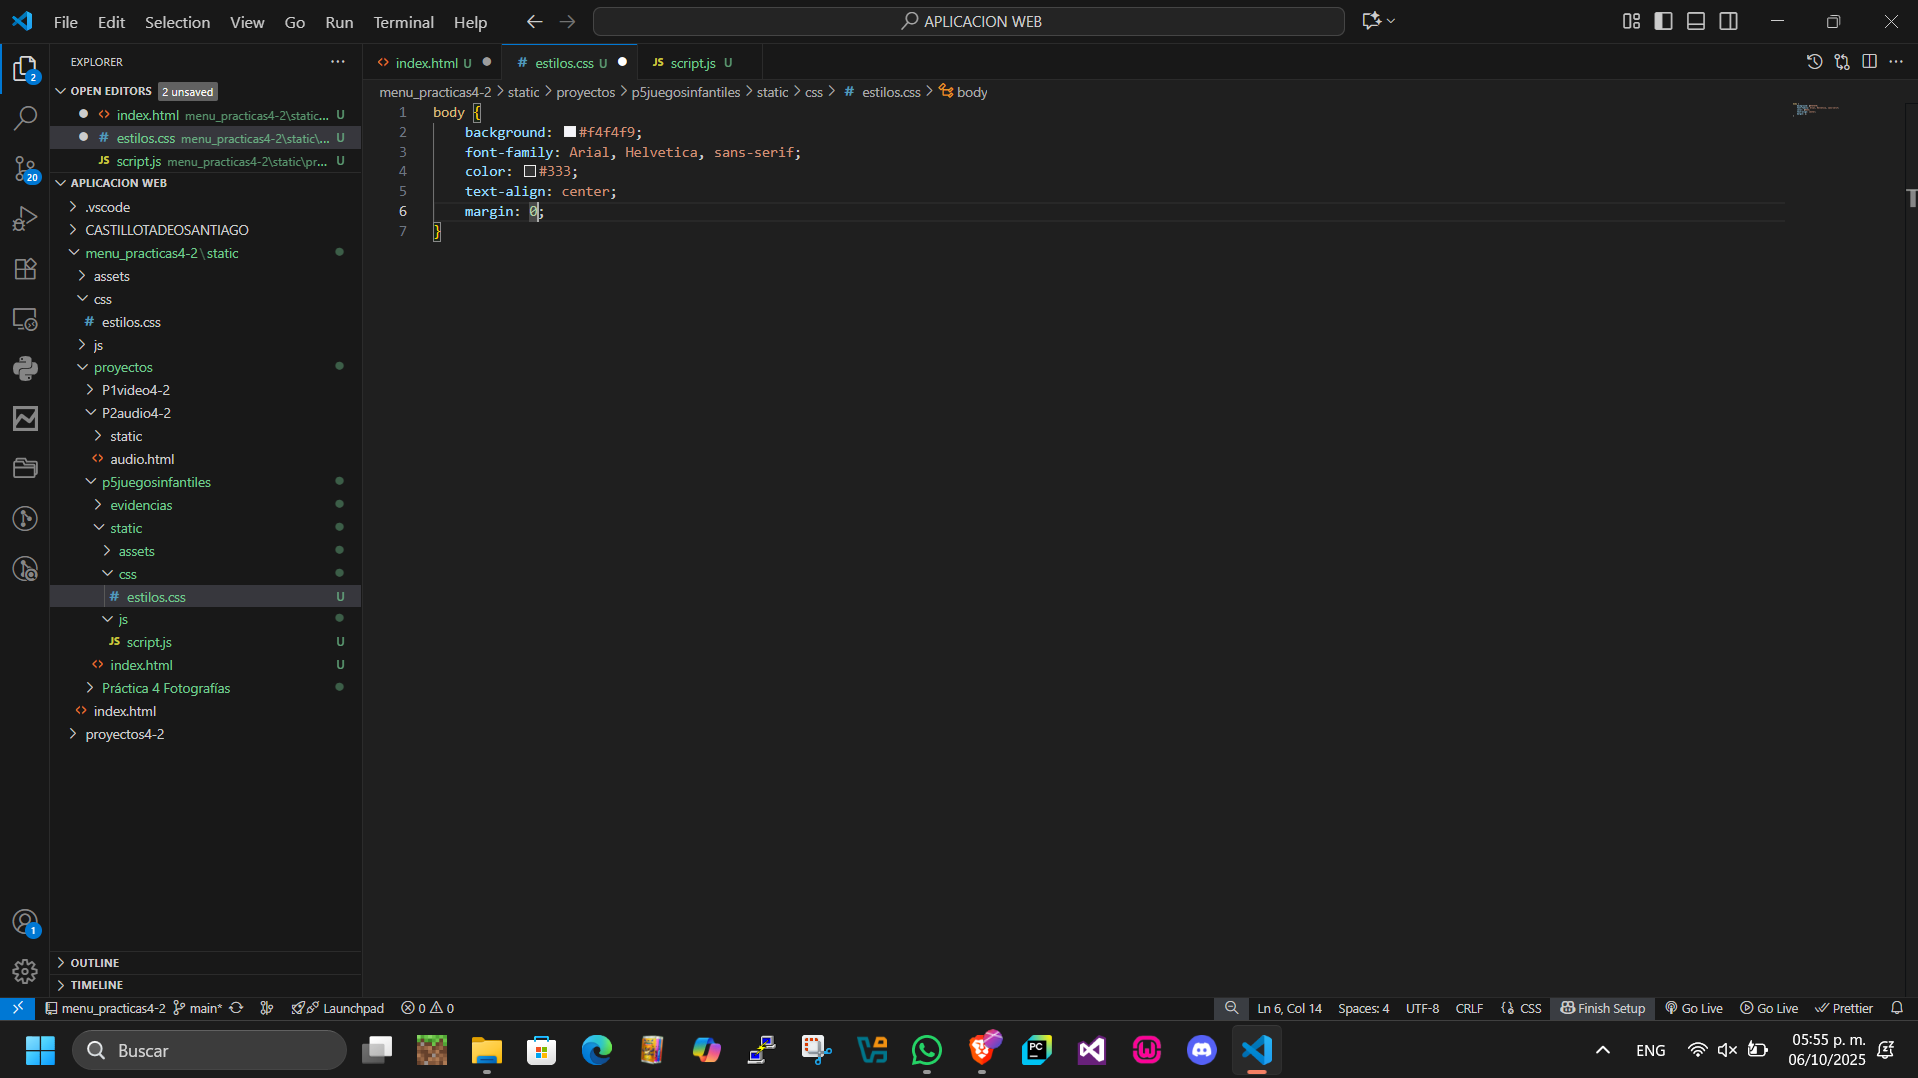 File Edit Selection View Go Run Terminal Help
APLICACION WEB
EXPLORER
OPEN EDITORS 2 unsaved
index.html menu_practicas4-2\static... U
estilos.css menu_practicas4-2\static\... U
script.js menu_practicas4-2\static\pr... U
APLICACION WEB
.vscode
CASTILLOTADEOSANTIAGO
menu_practicas4-2\static
assets
css
# estilos.css
js
proyectos
P1video4-2
P2audio4-2
static
audio.html
p5juegosinfantiles
evidencias
static
assets
css
# estilos.css U
js
JS script.js U
index.html U
Práctica 4 Fotografías
index.html
proyectos4-2
OUTLINE
TIMELINE
index.html U
# estilos.css U
JS script.js U
menu_practicas4-2 > static > proyectos > p5juegosinfantiles > static > css > # estilos.css > body
1 body {
2 background: #f4f4f9;
3 font-family: Arial, Helvetica, sans-serif;
4 color: #333;
5 text-align: center;
6 margin: 0;
7 }
2
20
1
menu_practicas4-2 main* Launchpad 0 0
Ln 6, Col 14 Spaces: 4 UTF-8 CRLF {} CSS Finish Setup Go Live Go Live Prettier
Buscar
ENG
05:55 p. m.
06/10/2025